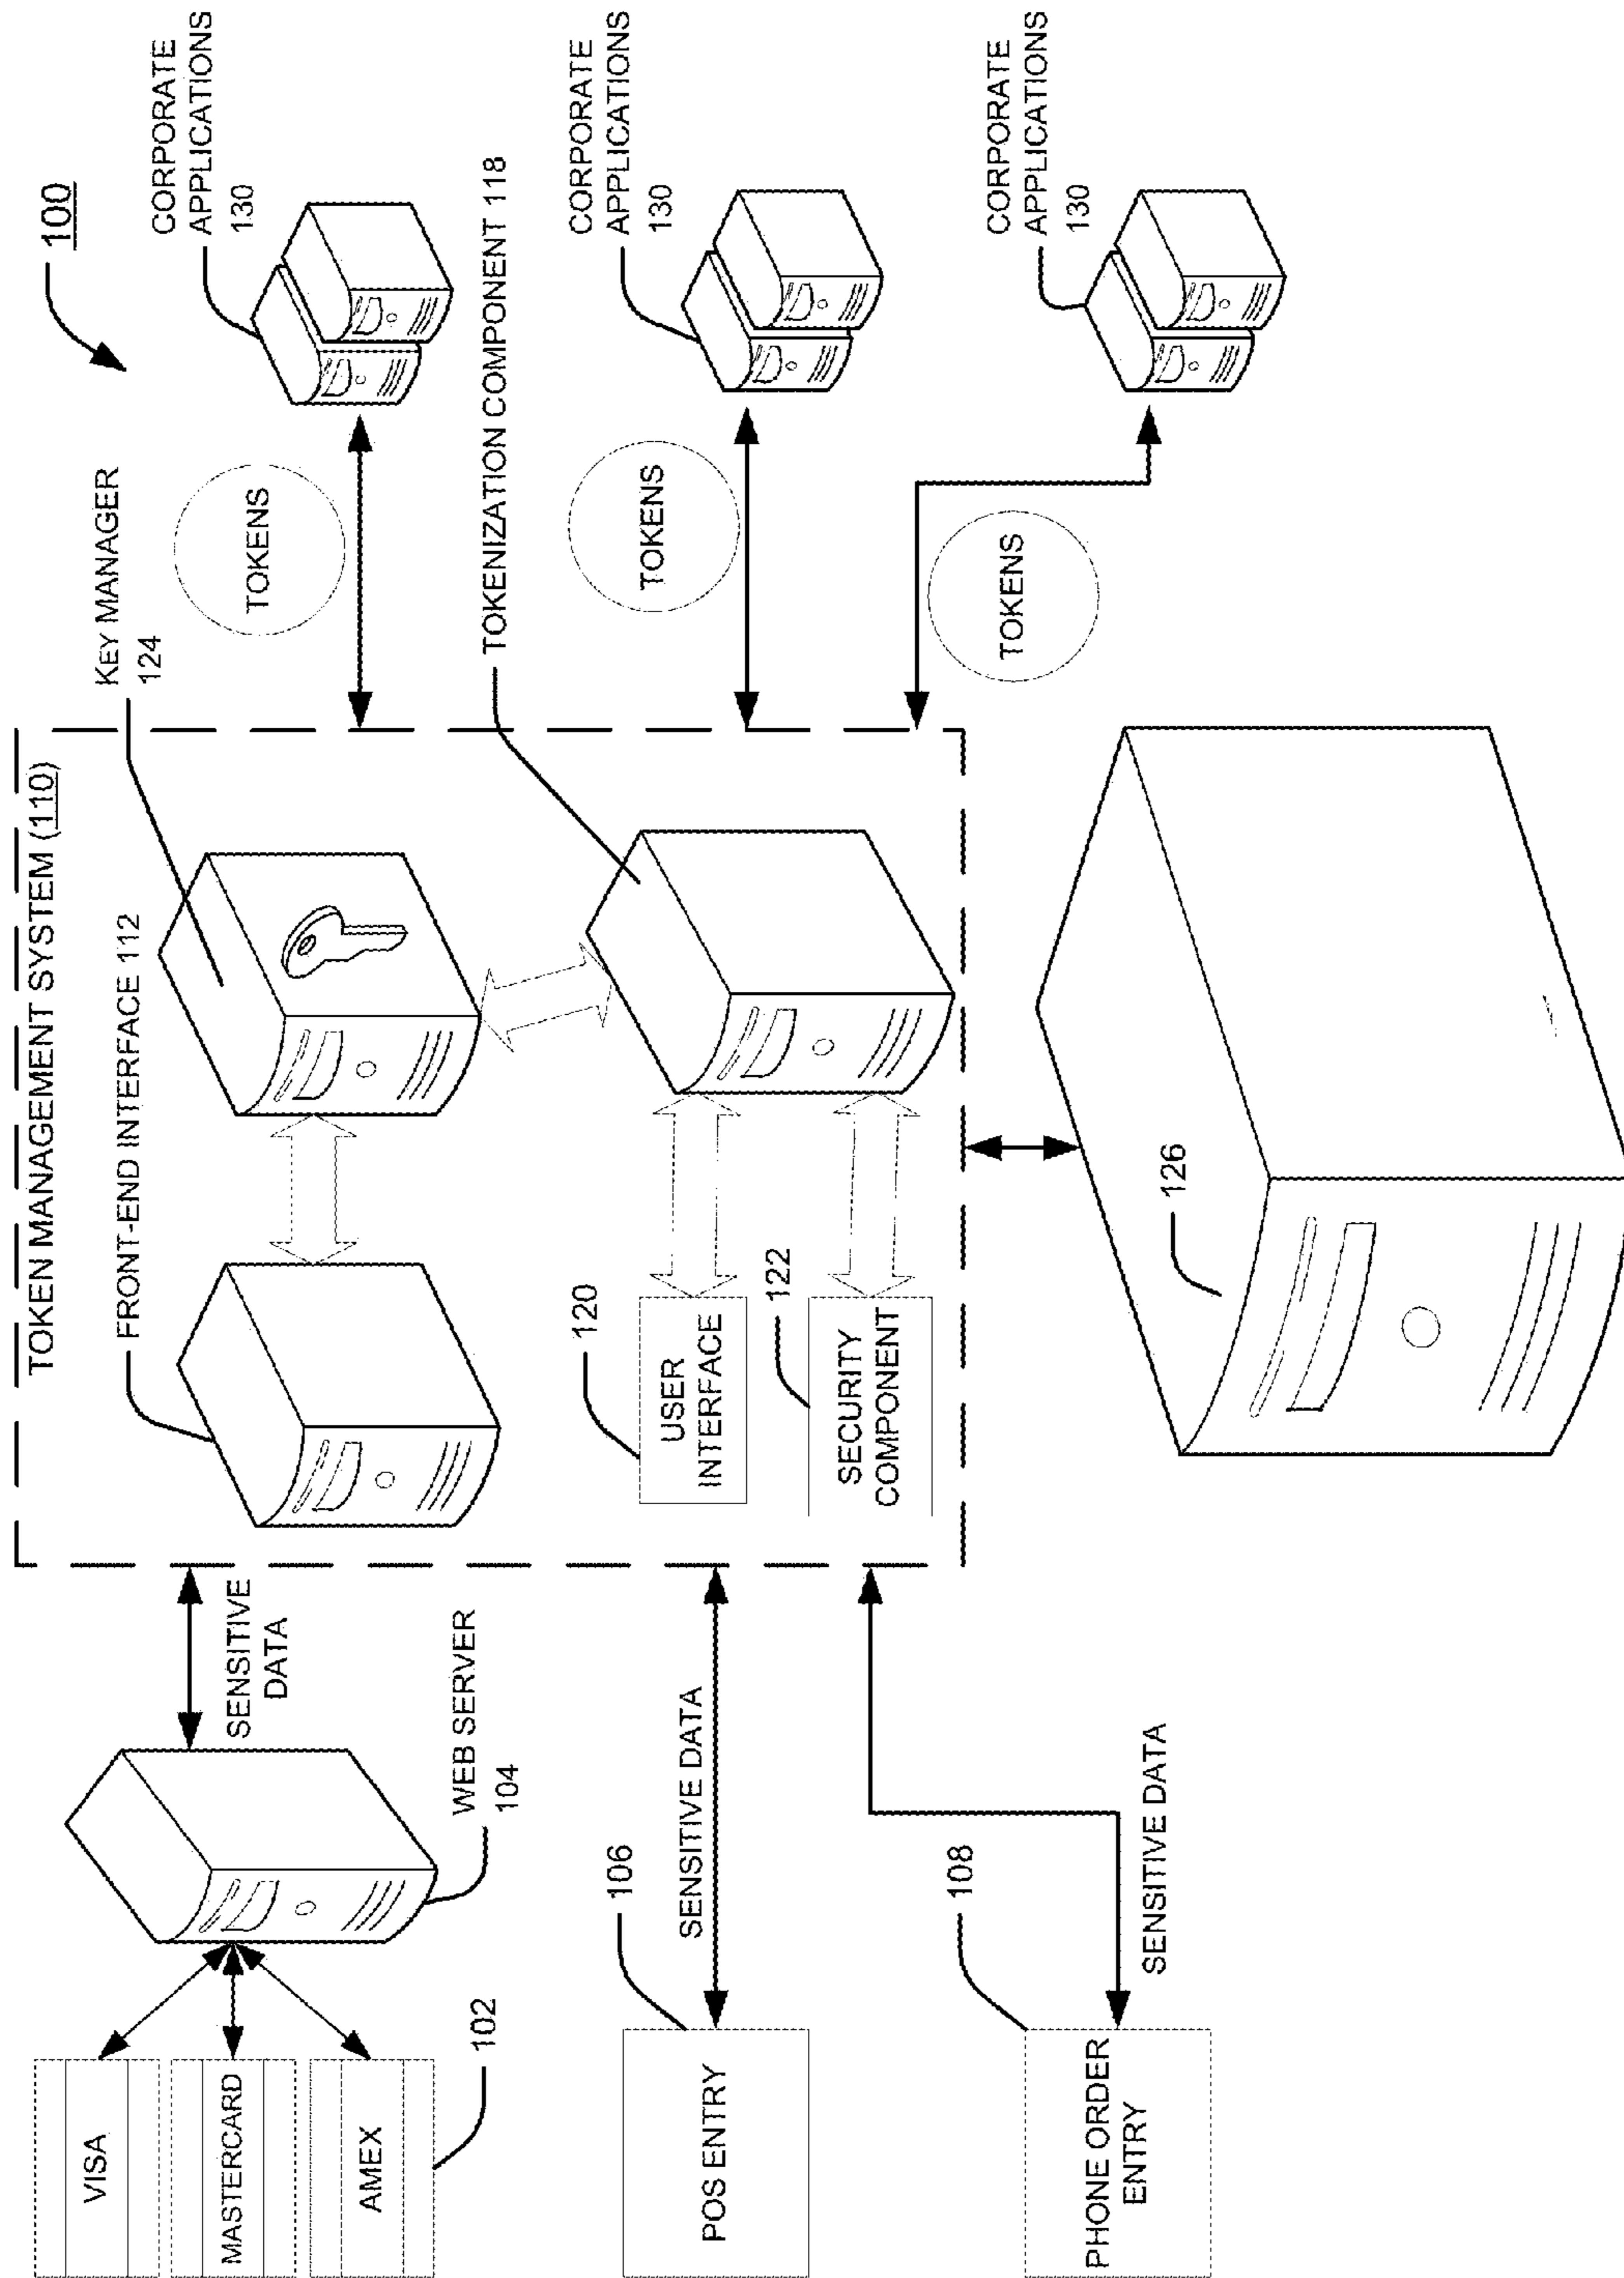 100
VISA
MASTERCARD
AMEX
102
WEB SERVER
104
SENSITIVE
DATA
POS ENTRY
106
SENSITIVE DATA
PHONE ORDER
ENTRY
108
SENSITIVE DATA
TOKEN MANAGEMENT SYSTEM (110)
FRONT-END INTERFACE 112
KEY MANAGER
124
USER
INTERFACE
120
SECURITY
COMPONENT
122
TOKENIZATION COMPONENT 118
126
TOKENS
CORPORATE
APPLICATIONS
130
TOKENS
CORPORATE
APPLICATIONS
130
TOKENS
CORPORATE
APPLICATIONS
130